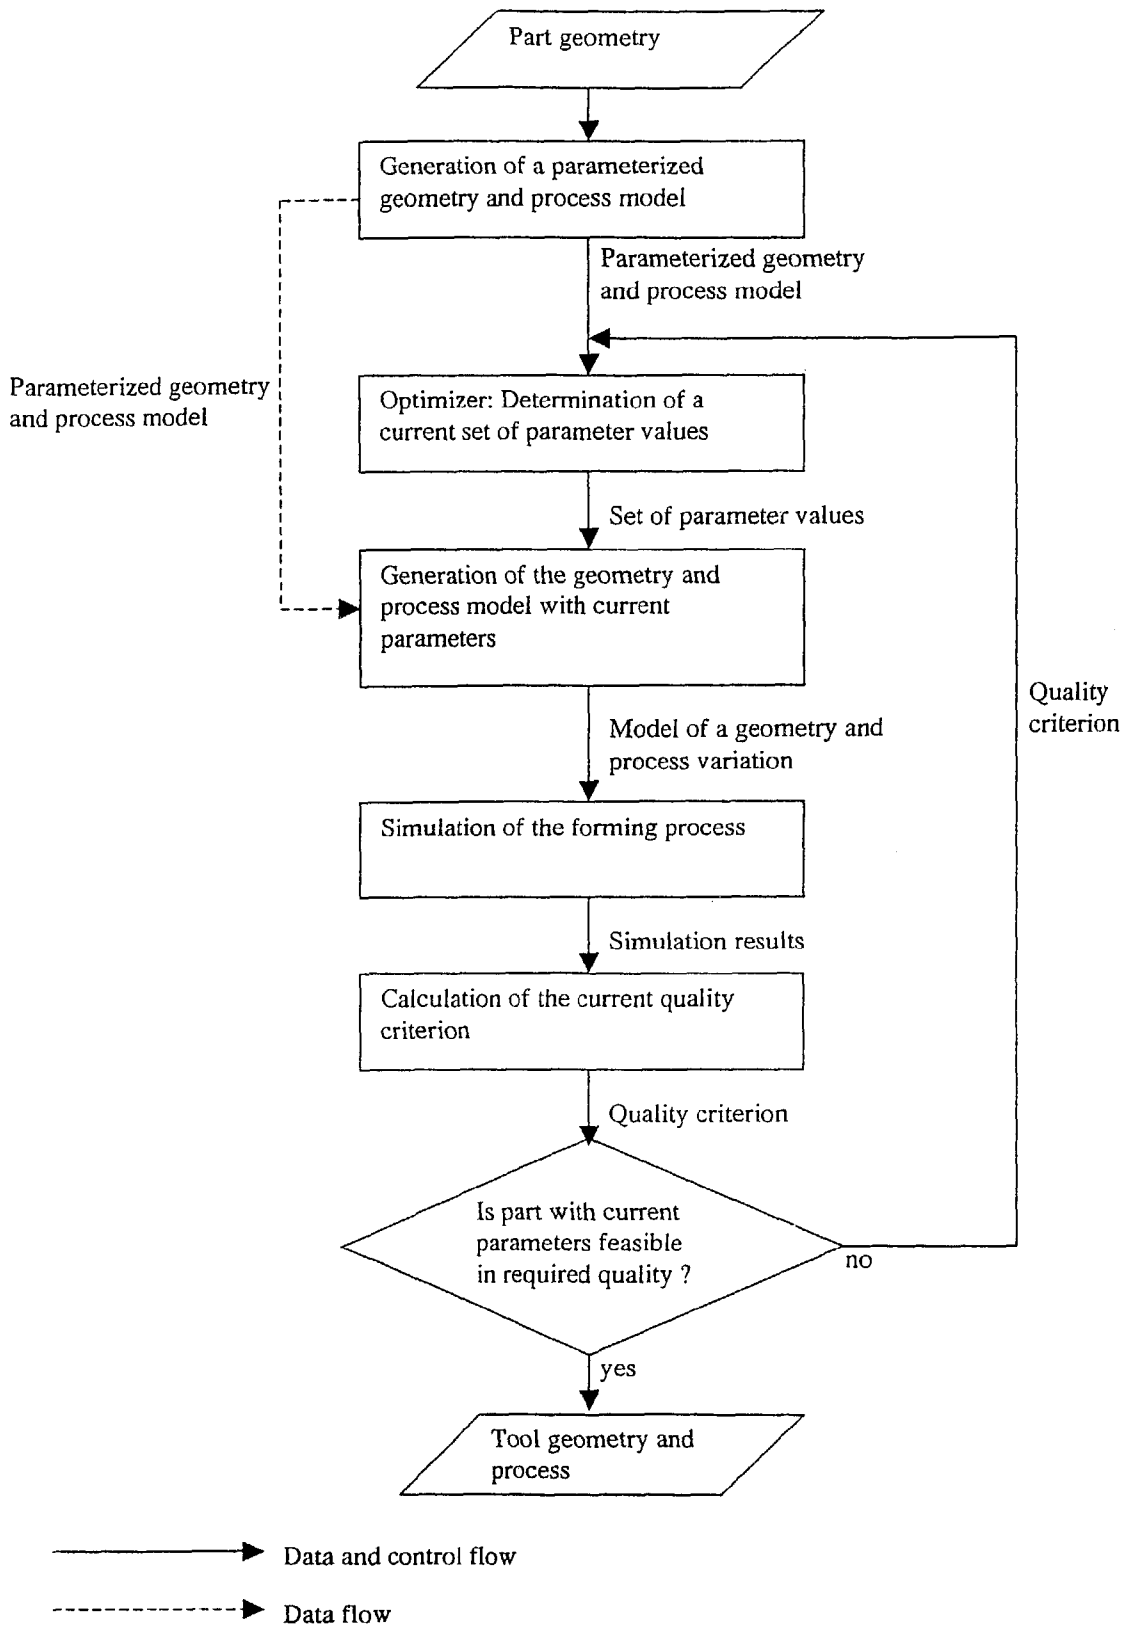 Part geometry
Generation of a parameterized
geometry and process model
Parameterized geometry
and process model
Parameterized geometry
and process model
Optimizer: Determination of a
current set of parameter values
Set of parameter values
Generation of the geometry and
process model with current
parameters
Quality
criterion
Model of a geometry and
process variation
Simulation of the forming process
Simulation results
Calculation of the current quality
criterion
Quality criterion
Is part with current
parameters feasible
in required quality ?
no
yes
Tool geometry and
process
Data and control flow
Data flow